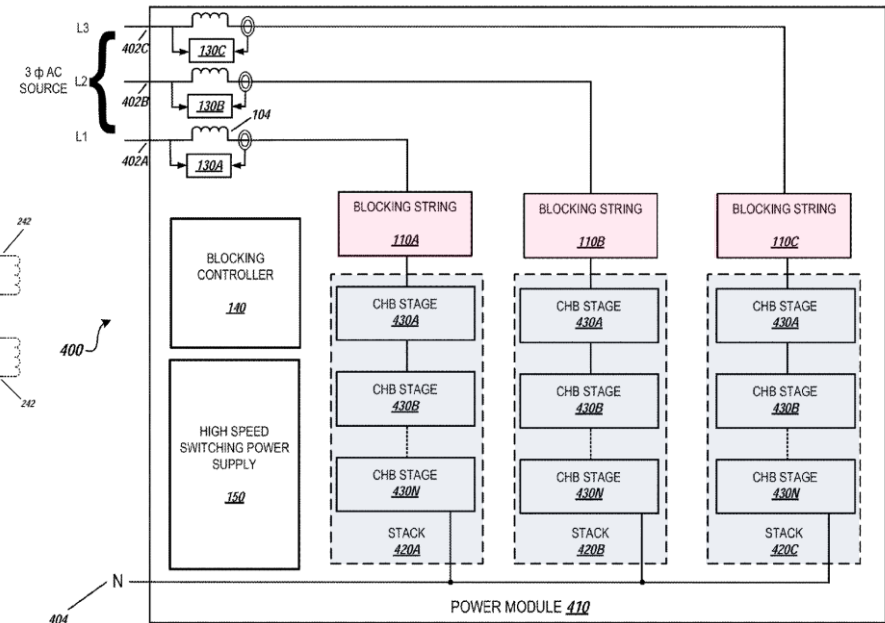 L3
402C
130C
3 ф AC
SOURCE
L2
402B
130B
104
L1
402A
130A
242
BLOCKING STRING
110A
BLOCKING STRING
110B
BLOCKING STRING
110C
BLOCKING
CONTROLLER
140
CHB STAGE
430A
CHB STAGE
430A
CHB STAGE
430A
400
242
CHB STAGE
430B
CHB STAGE
430B
CHB STAGE
430B
HIGH SPEED
SWITCHING POWER
SUPPLY
150
CHB STAGE
430N
CHB STAGE
430N
CHB STAGE
430N
STACK
420A
STACK
420B
STACK
420C
N
404
POWER MODULE 410